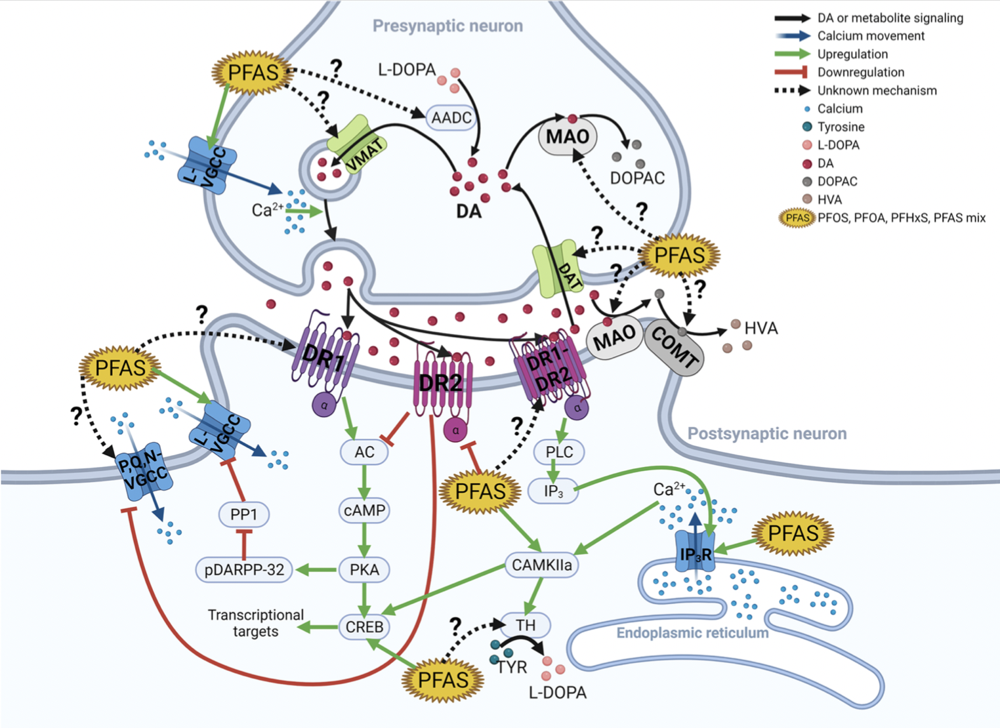 Presynaptic neuron
DA or metabolite signaling
Calcium movement
Upregulation
Downregulation
Unknown mechanism
Calcium
Tyrosine
L-DOPA
DA
DOPAC
HVA
PFAS PFOS, PFOA, PFHxS, PFAS mix
PFAS
?
?
L-DOPA
AADC
VMAT
MAO
DOPAC
L-
VGCC
Ca2+
DA
?
?
PFAS
DAT
?
?
MAO
COMT
HVA
?
PFAS
?
DR1
α
DR2
α
DR1-
DR2
α
L-
VGCC
P,Q,N-
VGCC
?
Postsynaptic neuron
AC
PLC
PFAS
IP3
Ca2+
cAMP
PP1
PFAS
IP3R
pDARPP-32
PKA
CAMKIIa
Transcriptional
targets
CREB
?
TH
Endoplasmic reticulum
TYR
PFAS
L-DOPA